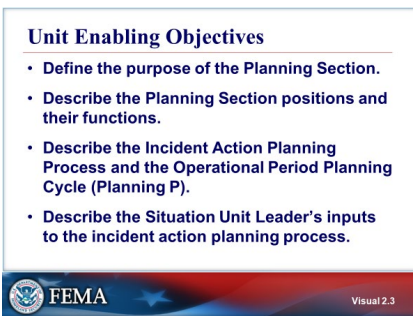 Unit Enabling Objectives
• Define the purpose of the Planning Section.
• Describe the Planning Section positions and
their functions.
• Describe the Incident Action Planning
Process and the Operational Period Planning
Cycle (Planning P).
• Describe the Situation Unit Leader's inputs
to the incident action planning process.
FEMA
Visual 2.3